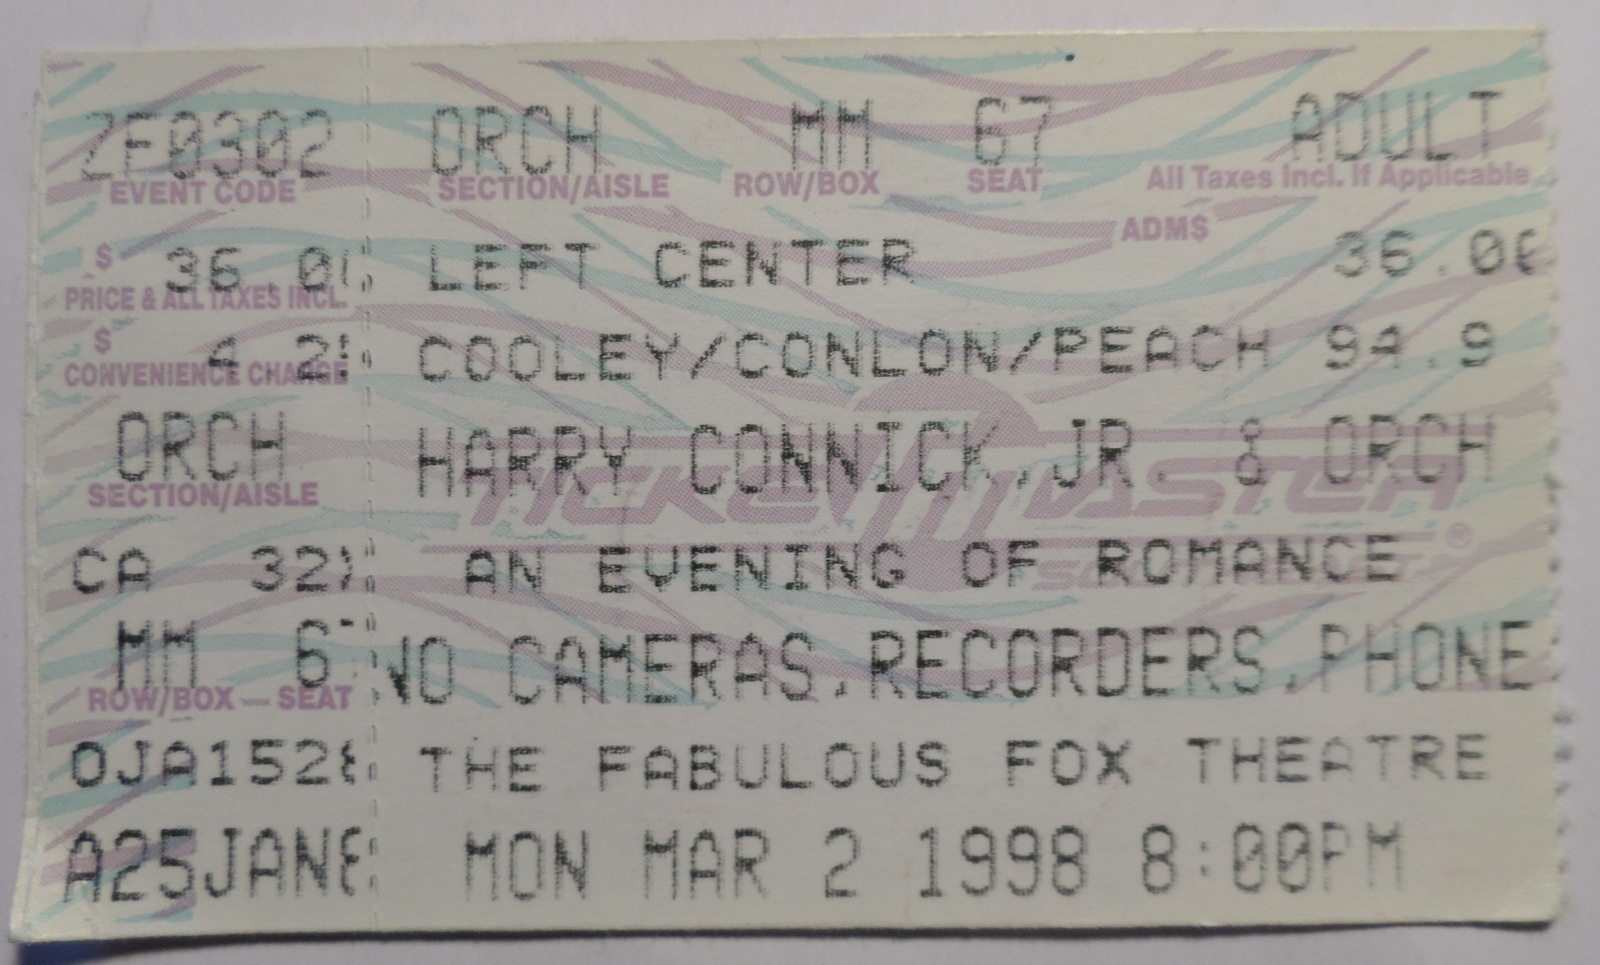 ZF0302 ORCH MM 67 ADULT
EVENT CODE SECTION/AISLE ROW/BOX SEAT All Taxes Incl. If Applicable
ADM$
$ 36.0 LEFT CENTER 36.00
PRICE & ALL TAXES INCL.
$ 4.2 COOLEY/CONLON/PEACH 94.9
CONVENIENCE CHARGE
ORCH HARRY CONNICK,JR & ORCH
SECTION/AISLE TICKETMASTER ®
CA 32 AN EVENING OF ROMANCE
MM 6 NO CAMERAS,RECORDERS,PHONE
ROW/BOX — SEAT
OJA152 THE FABULOUS FOX THEATRE
A25JAN MON MAR 2 1998 8:00PM